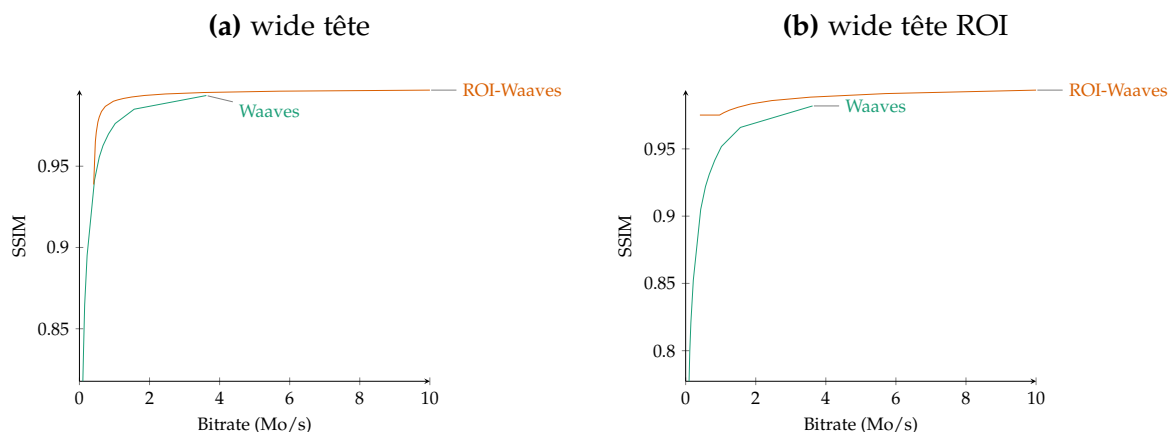 (a) wide tête
ROI-Waaves
Waaves
0.95
0.9
0.85
SSIM
0
2
4
6
8
10
Bitrate (Mo/s)
(b) wide tête ROI
ROI-Waaves
Waaves
0.95
0.9
0.85
0.8
SSIM
0
2
4
6
8
10
Bitrate (Mo/s)